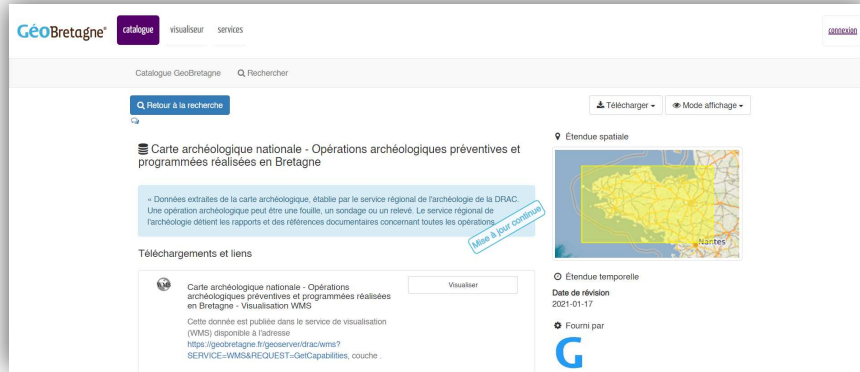 GéoBretagne® catalogue visualiseur services connexion
Catalogue GeoBretagne Rechercher
Retour à la recherche Télécharger Mode affichage
Carte archéologique nationale - Opérations archéologiques préventives et
programmées réalisées en Bretagne
« Données extraites de la carte archéologique, établie par le service régional de l'archéologie de la DRAC.
Une opération archéologique peut être une fouille, un sondage ou un relevé. Le service régional de
l'archéologie détient les rapports et des références documentaires concernant toutes les opérations
Mise à jour continue
Téléchargements et liens
Carte archéologique nationale - Opérations
archéologiques préventives et programmées réalisées
en Bretagne - Visualisation WMS
Visualiser
Cette donnée est publiée dans le service de visualisation
(WMS) disponible à l'adresse
https://geobretagne.fr/geoserver/drac/wms?
SERVICE=WMS&REQUEST=GetCapabilities, couche .
Étendue spatiale
Nantes
Étendue temporelle
Date de révision
2021-01-17
Fourni par
G